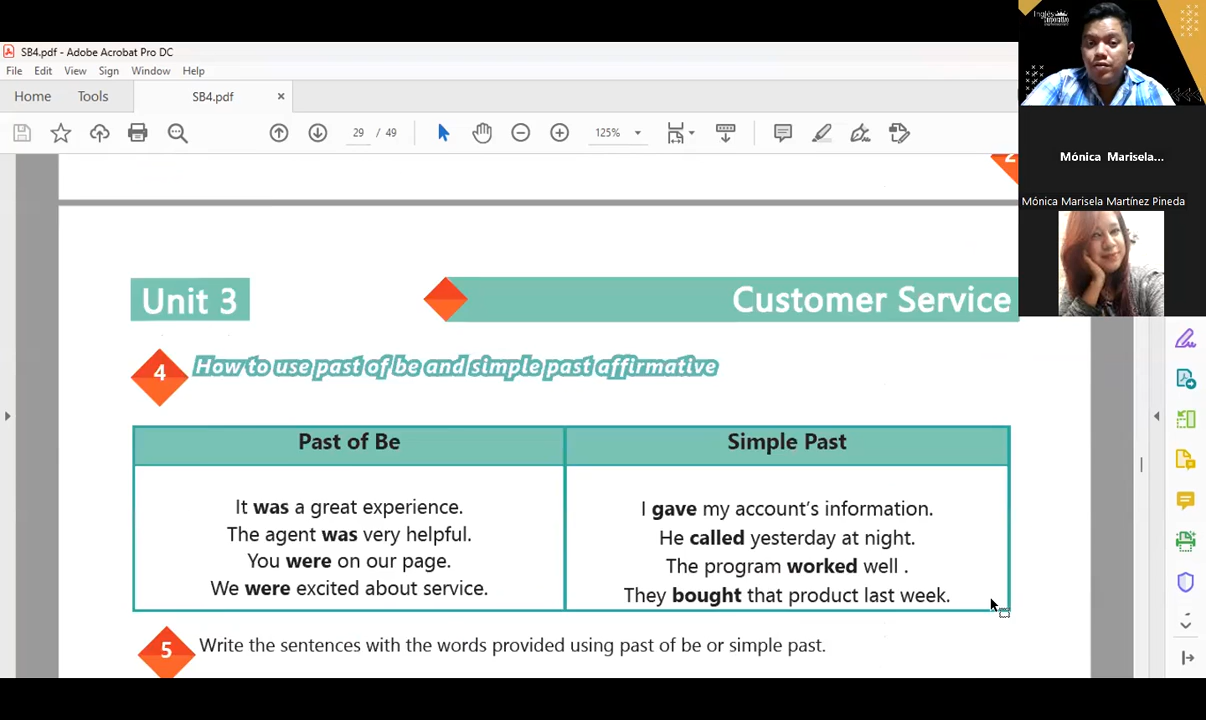 SB4.pdf - Adobe Acrobat Pro DC
File Edit View Sign Window Help
Home Tools SB4.pdf ×
29 / 49 125%
Inglés
Corporativo
Mónica Marisela...
Mónica Marisela Martínez Pineda
2
Unit 3 Customer Service
4 How to use past of be and simple past affirmative
Past of Be Simple Past
It was a great experience.
The agent was very helpful.
You were on our page.
We were excited about service.
I gave my account's information.
He called yesterday at night.
The program worked well .
They bought that product last week.
5 Write the sentences with the words provided using past of be or simple past.